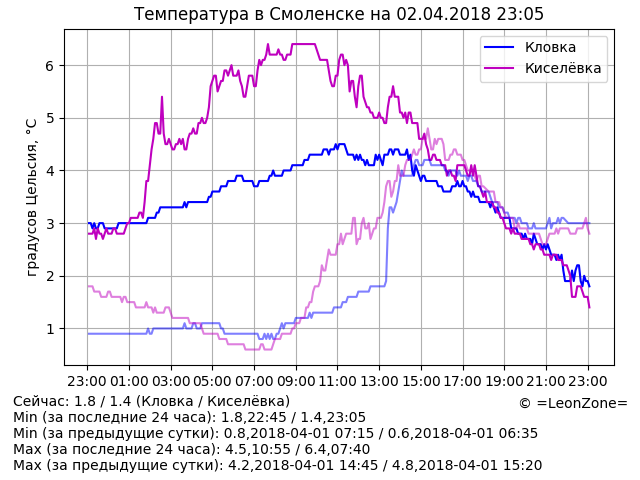 Температура в Смоленске на 02.04.2018 23:05
Кловка
Киселёвка
градусов Цельсия, °C
6
5
4
3
2
1
23:00 01:00 03:00 05:00 07:00 09:00 11:00 13:00 15:00 17:00 19:00 21:00 23:00
Сейчас: 1.8 / 1.4 (Кловка / Киселёвка)
© =LeonZone=
Min (за последние 24 часа): 1.8,22:45 / 1.4,23:05
Min (за предыдущие сутки): 0.8,2018-04-01 07:15 / 0.6,2018-04-01 06:35
Max (за последние 24 часа): 4.5,10:55 / 6.4,07:40
Max (за предыдущие сутки): 4.2,2018-04-01 14:45 / 4.8,2018-04-01 15:20